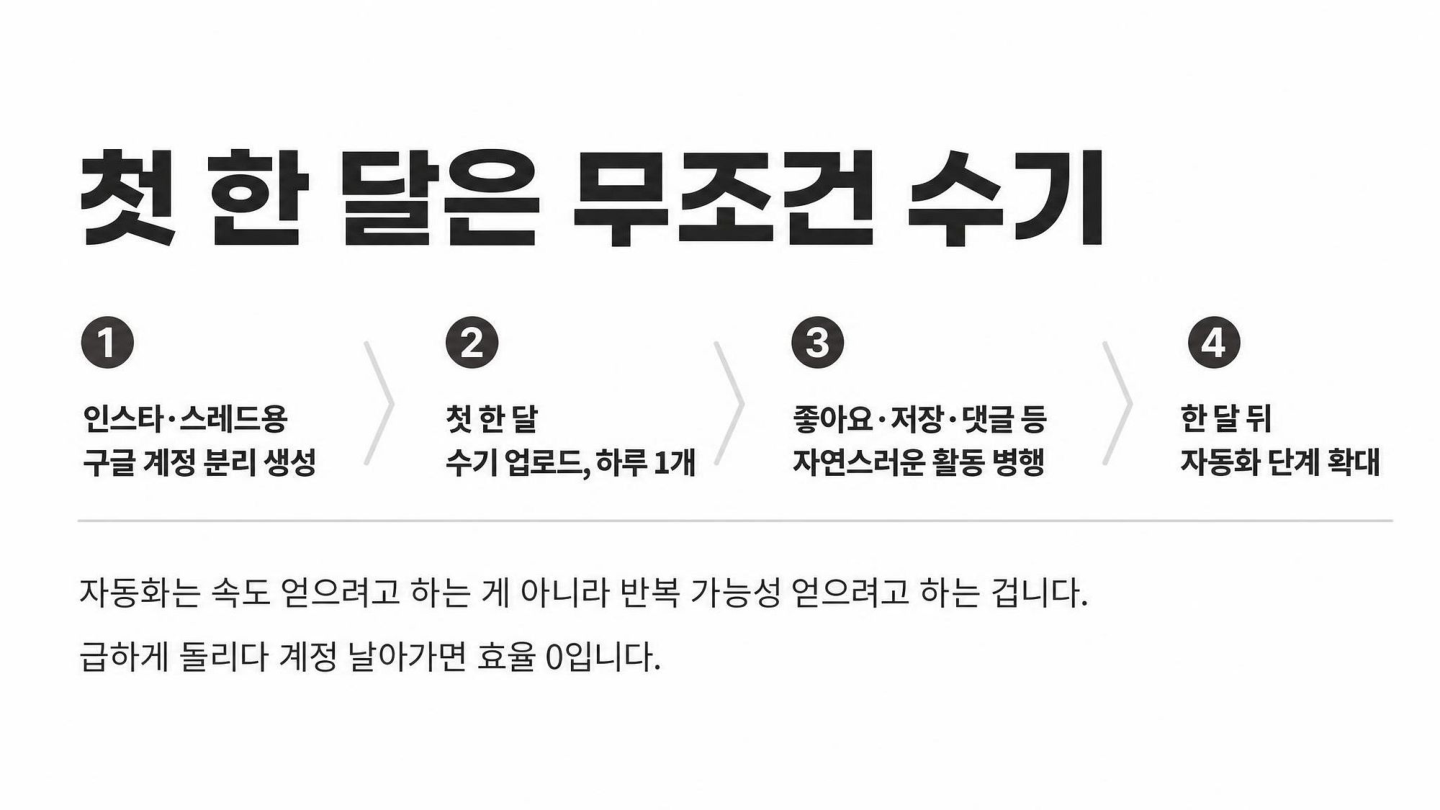 첫 한 달은 무조건 수기
1
인스타·스레드용
구글 계정 분리 생성
2
첫 한 달
수기 업로드, 하루 1개
3
좋아요·저장·댓글 등
자연스러운 활동 병행
4
한 달 뒤
자동화 단계 확대
자동화는 속도 얻으려고 하는 게 아니라 반복 가능성 얻으려고 하는 겁니다.
급하게 돌리다 계정 날아가면 효율 0입니다.